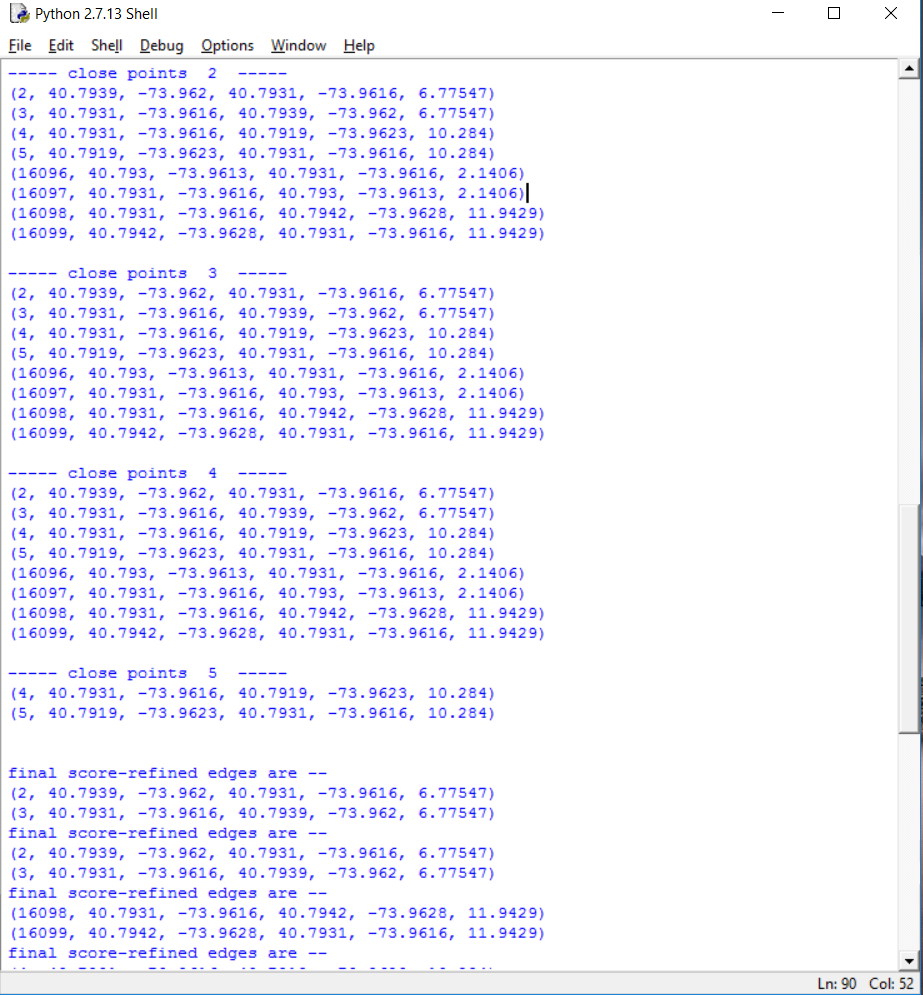 Python 2.7.13 Shell
File Edit Shell Debug Options Window Help
----- close points  2  -----
(2, 40.7939, -73.962, 40.7931, -73.9616, 6.77547)
(3, 40.7931, -73.9616, 40.7939, -73.962, 6.77547)
(4, 40.7931, -73.9616, 40.7919, -73.9623, 10.284)
(5, 40.7919, -73.9623, 40.7931, -73.9616, 10.284)
(16096, 40.793, -73.9613, 40.7931, -73.9616, 2.1406)
(16097, 40.7931, -73.9616, 40.793, -73.9613, 2.1406)
(16098, 40.7931, -73.9616, 40.7942, -73.9628, 11.9429)
(16099, 40.7942, -73.9628, 40.7931, -73.9616, 11.9429)
----- close points  3  -----
(2, 40.7939, -73.962, 40.7931, -73.9616, 6.77547)
(3, 40.7931, -73.9616, 40.7939, -73.962, 6.77547)
(4, 40.7931, -73.9616, 40.7919, -73.9623, 10.284)
(5, 40.7919, -73.9623, 40.7931, -73.9616, 10.284)
(16096, 40.793, -73.9613, 40.7931, -73.9616, 2.1406)
(16097, 40.7931, -73.9616, 40.793, -73.9613, 2.1406)
(16098, 40.7931, -73.9616, 40.7942, -73.9628, 11.9429)
(16099, 40.7942, -73.9628, 40.7931, -73.9616, 11.9429)
----- close points  4  -----
(2, 40.7939, -73.962, 40.7931, -73.9616, 6.77547)
(3, 40.7931, -73.9616, 40.7939, -73.962, 6.77547)
(4, 40.7931, -73.9616, 40.7919, -73.9623, 10.284)
(5, 40.7919, -73.9623, 40.7931, -73.9616, 10.284)
(16096, 40.793, -73.9613, 40.7931, -73.9616, 2.1406)
(16097, 40.7931, -73.9616, 40.793, -73.9613, 2.1406)
(16098, 40.7931, -73.9616, 40.7942, -73.9628, 11.9429)
(16099, 40.7942, -73.9628, 40.7931, -73.9616, 11.9429)
----- close points  5  -----
(4, 40.7931, -73.9616, 40.7919, -73.9623, 10.284)
(5, 40.7919, -73.9623, 40.7931, -73.9616, 10.284)
final score-refined edges are --
(2, 40.7939, -73.962, 40.7931, -73.9616, 6.77547)
(3, 40.7931, -73.9616, 40.7939, -73.962, 6.77547)
final score-refined edges are --
(2, 40.7939, -73.962, 40.7931, -73.9616, 6.77547)
(3, 40.7931, -73.9616, 40.7939, -73.962, 6.77547)
final score-refined edges are --
(16098, 40.7931, -73.9616, 40.7942, -73.9628, 11.9429)
(16099, 40.7942, -73.9628, 40.7931, -73.9616, 11.9429)
final score-refined edges are --
Ln: 90 Col: 52